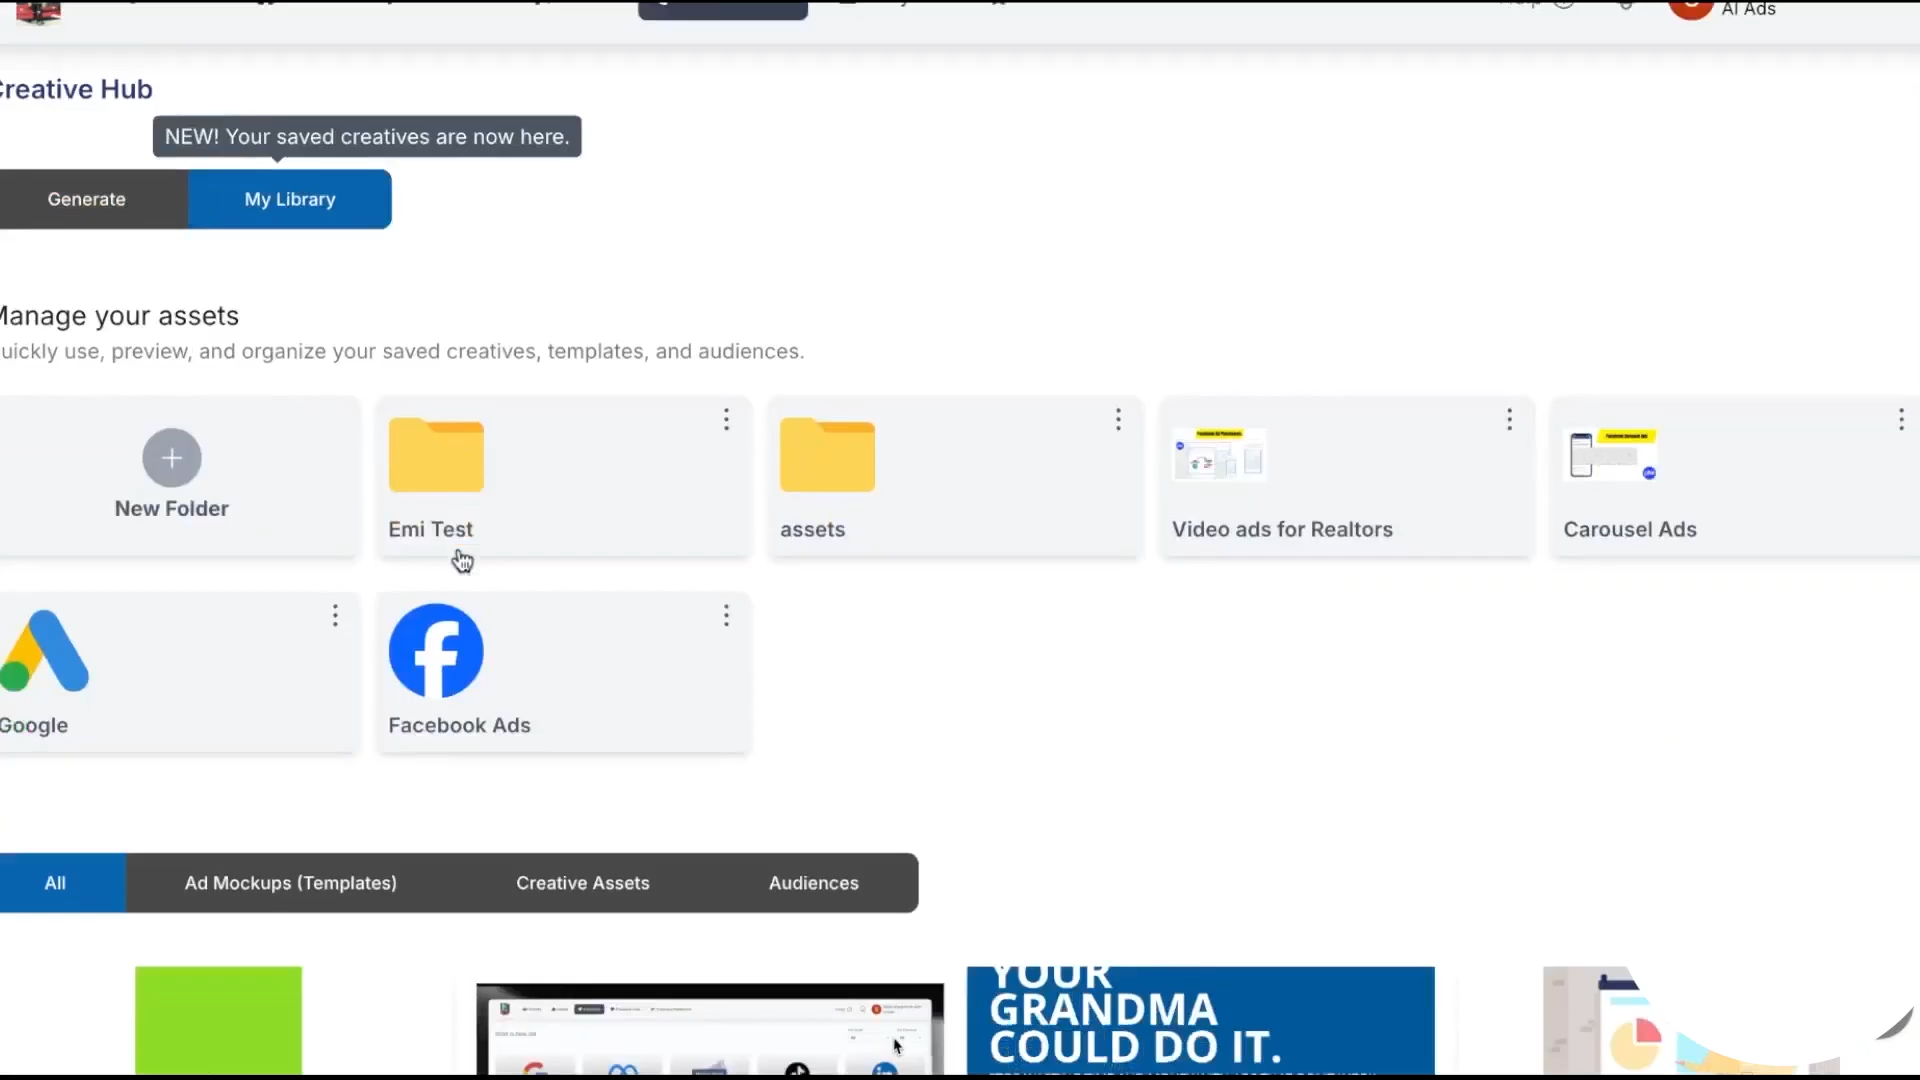 AI Ads
Creative Hub
NEW! Your saved creatives are now here.
Generate
My Library
Manage your assets
uickly use, preview, and organize your saved creatives, templates, and audiences.
New Folder
Emi Test
assets
Video ads for Realtors
Carousel Ads
Google
Facebook Ads
All
Ad Mockups (Templates)
Creative Assets
Audiences
YOUR
GRANDMA
COULD DO IT.